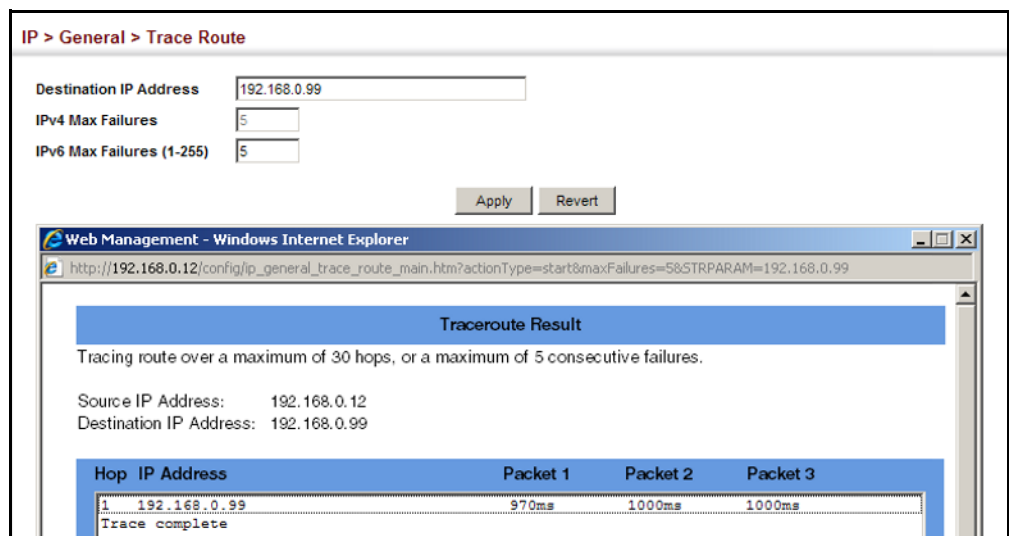 IP > General > Trace Route
Destination IP Address 192.168.0.99
IPv4 Max Failures 5
IPv6 Max Failures (1-255) 5
Apply Revert
Web Management - Windows Internet Explorer
http://192.168.0.12/config/ip_general_trace_route_main.htm?actionType=start&maxFailures=5&STRPARAM=192.168.0.99
Traceroute Result
Tracing route over a maximum of 30 hops, or a maximum of 5 consecutive failures.
Source IP Address: 192.168.0.12
Destination IP Address: 192.168.0.99
Hop IP Address Packet 1 Packet 2 Packet 3
1 192.168.0.99 970ms 1000ms 1000ms
Trace complete